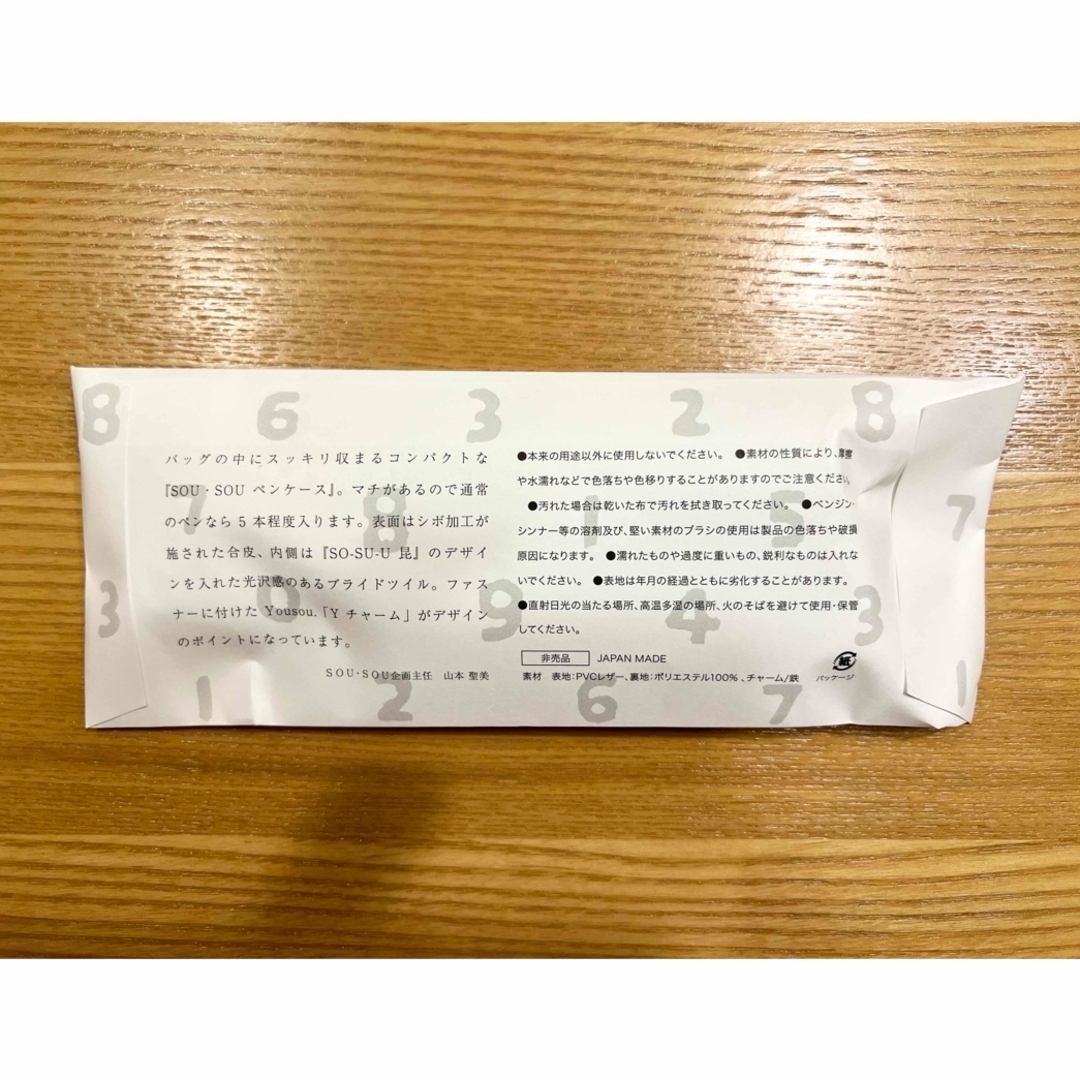 8 6 3 2 8
バッグの中にスッキリ収まるコンパクトな
『SOU・SOU ペンケース』。マチがあるので通常
のペンなら 5 本程度入ります。表面はシボ加工が
施された合皮、内側は『SO-SU-U 昆』のデザイ
ンを入れた光沢感のあるブライドツイル。ファス
ナーに付けた Yousou.「Y チャーム」がデザイン
のポイントになっています。
SOU・SOU企画主任 山本 聖美
●本来の用途以外に使用しないでください。 ●素材の性質により、摩擦
や水濡れなどで色落ちや色移りすることがありますのでご注意ください
●汚れた場合は乾いた布で汚れを拭き取ってください。 ●ベンジン・
シンナー等の溶剤及び、堅い素材のブラシの使用は製品の色落ちや破損
原因になります。 ●濡れたものや過度に重いもの、鋭利なものは入れな
いでください。 ●表地は年月の経過とともに劣化することがあります。
●直射日光の当たる場所、高温多湿の場所、火のそばを避けて使用・保管
してください。
非売品 JAPAN MADE
素材 表地：PVCレザー、裏地：ポリエステル100%、チャーム/鉄
紙
パッケージ
7 8 1 5 7
3 0 9 4 3
1 2 6 7 1